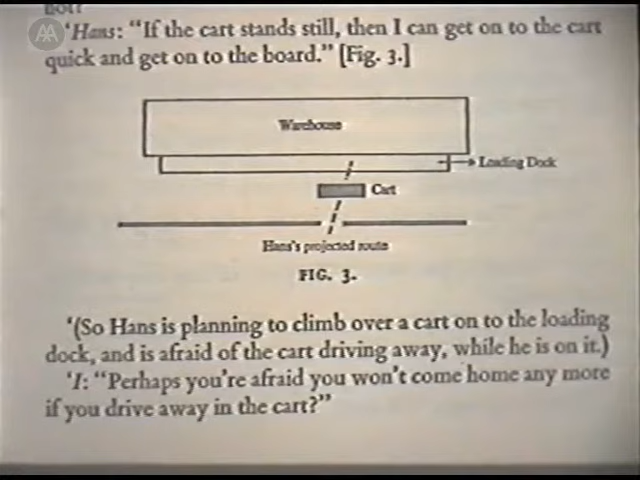 AA
'Hans: "If the cart stands still, then I can get on to the cart
quick and get on to the board." [Fig. 3.]
Warehouse
Loading Dock
Cart
Hans's projected route
FIG. 3.
'(So Hans is planning to climb over a cart on to the loading
dock, and is afraid of the cart driving away, while he is on it.)
'I: "Perhaps you're afraid you won't come home any more
if you drive away in the cart?"